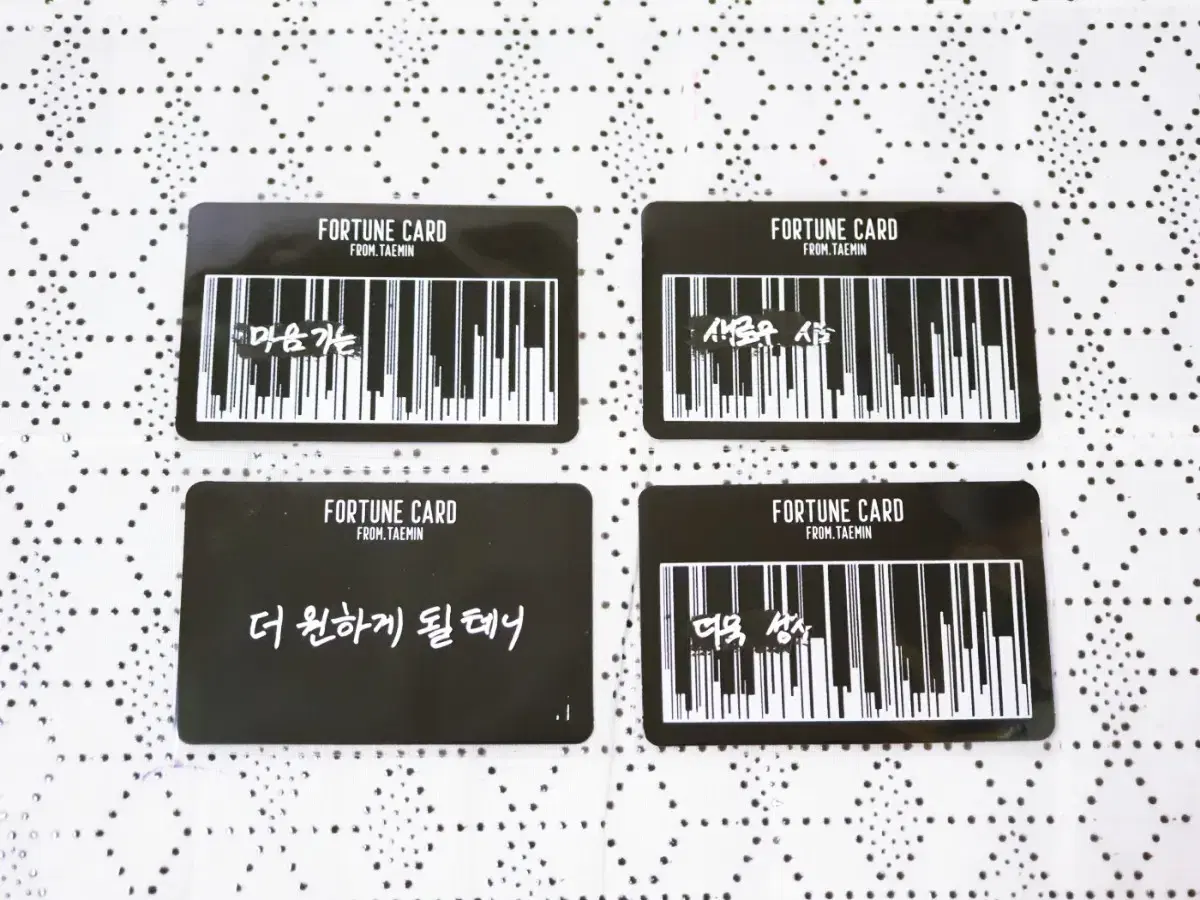 FORTUNE CARD
FROM.TAEMIN
마음가는
FORTUNE CARD
FROM.TAEMIN
새로우
FORTUNE CARD
FROM.TAEMIN
더 원하게 될 테니
FORTUNE CARD
FROM.TAEMIN
더욱